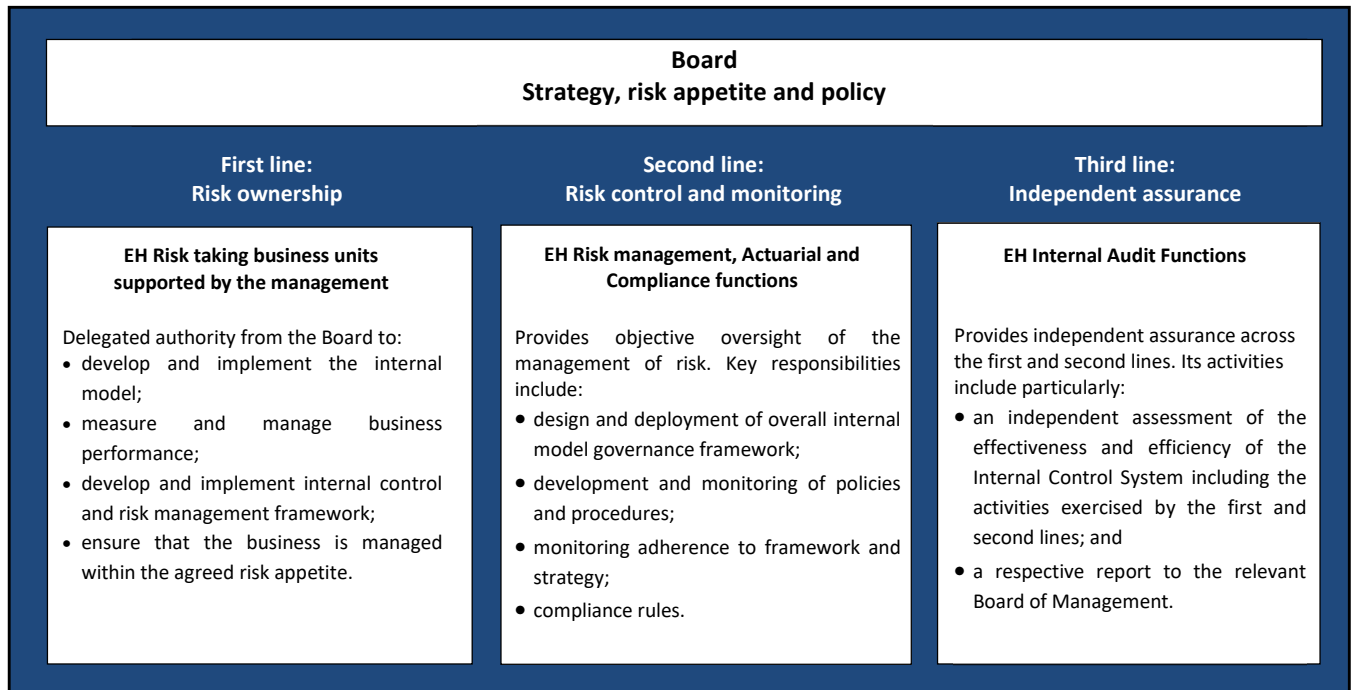 Board
Strategy, risk appetite and policy
First line:
Risk ownership
EH Risk taking business units
supported by the management
Delegated authority from the Board to:
• develop and implement the internal
model;
• measure and manage business
performance;
• develop and implement internal control
and risk management framework;
• ensure that the business is managed
within the agreed risk appetite.
Second line:
Risk control and monitoring
EH Risk management, Actuarial and
Compliance functions
Provides objective oversight of the
management of risk. Key responsibilities
include:
• design and deployment of overall internal
model governance framework;
• development and monitoring of policies
and procedures;
• monitoring adherence to framework and
strategy;
• compliance rules.
Third line:
Independent assurance
EH Internal Audit Functions
Provides independent assurance across
the first and second lines. Its activities
include particularly:
• an independent assessment of the
effectiveness and efficiency of the
Internal Control System including the
activities exercised by the first and
second lines; and
• a respective report to the relevant
Board of Management.